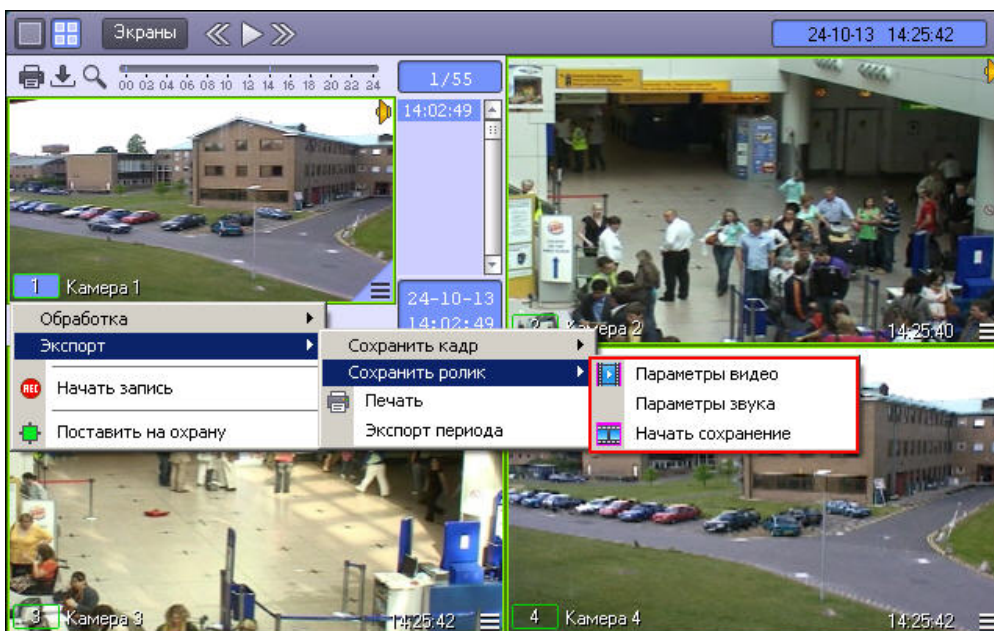 Экраны
24-10-13 14:25:42
00 02 04 06 08 10 12 14 16 18 20 22 24
1/55
14:02:49
1 Камера 1
24-10-13
14:02:49
2 Камера 2
14:25:40
Обработка
Экспорт
Начать запись
Поставить на охрану
REC
Сохранить кадр
Сохранить ролик
Печать
Экспорт периода
Параметры видео
Параметры звука
Начать сохранение
3 Камера 3
14:25:42
4 Камера 4
14:25:42